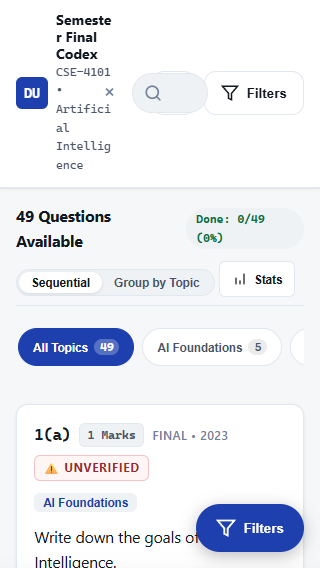 DU
Semeste
r Final
Codex
CSE-4101
•
Artifici
al
Intellig
ence
×
Filters
49 Questions
Available
Done: 0/49
(0%)
Sequential
Group by Topic
Stats
All Topics 49
AI Foundations 5
1(a)
1 Marks
FINAL • 2023
UNVERIFIED
AI Foundations
Write down the goals of
Intelligence.
Filters